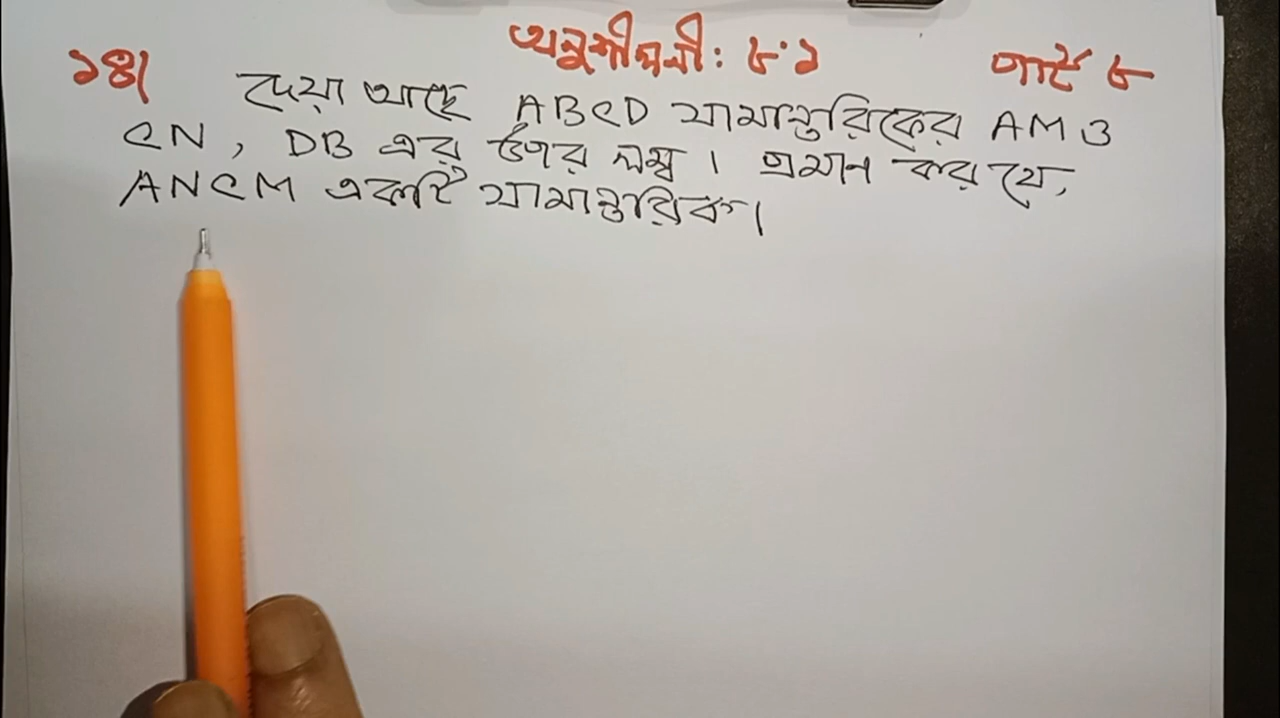 অনুশীলনী: ৮.১
পার্ট ৮
১৪। দেয়া আছে ABCD সামান্তরিকের AM ও
CN, DB এর উপর লম্ব। প্রমান কর যে,
ANCM একটি সামান্তরিক।